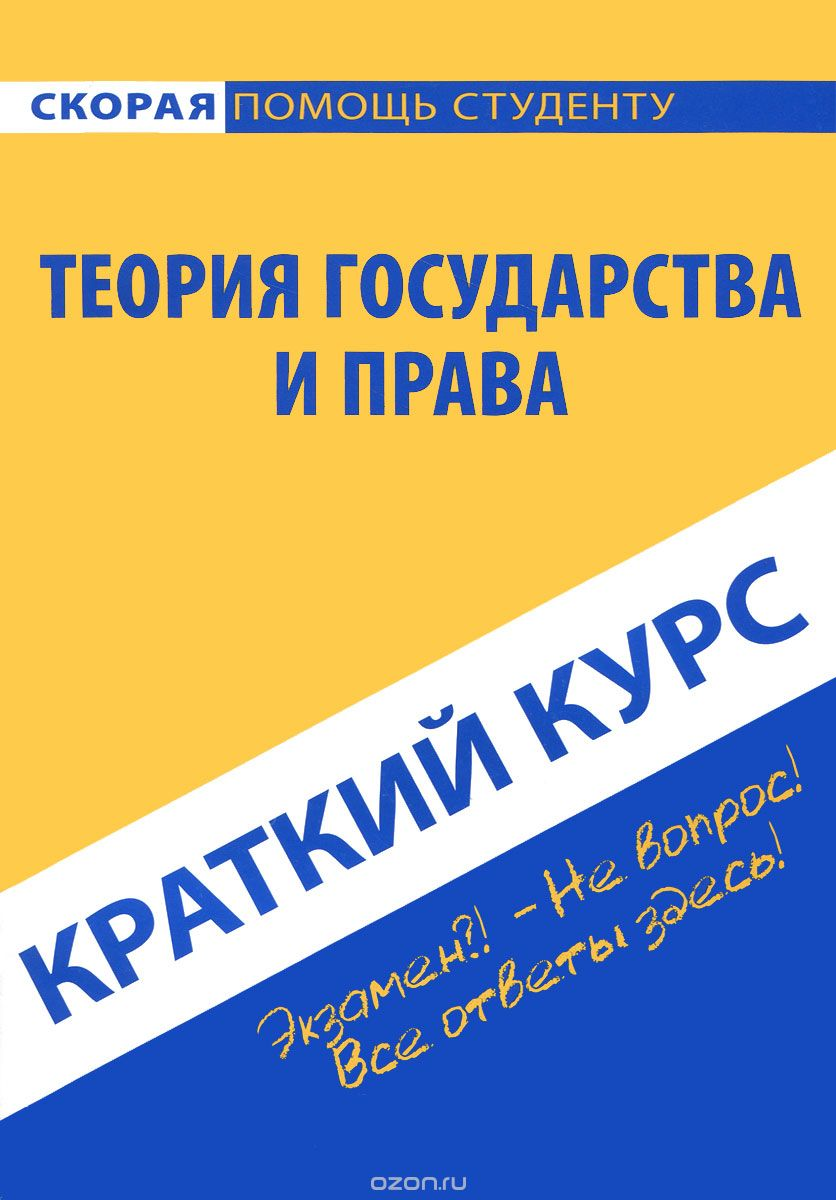 СКОРАЯ ПОМОЩЬ СТУДЕНТУ
ТЕОРИЯ ГОСУДАРСТВА
И ПРАВА
КРАТКИЙ КУРС
Экзамен?! - Не вопрос!
Все ответы здесь!
ozon.ru